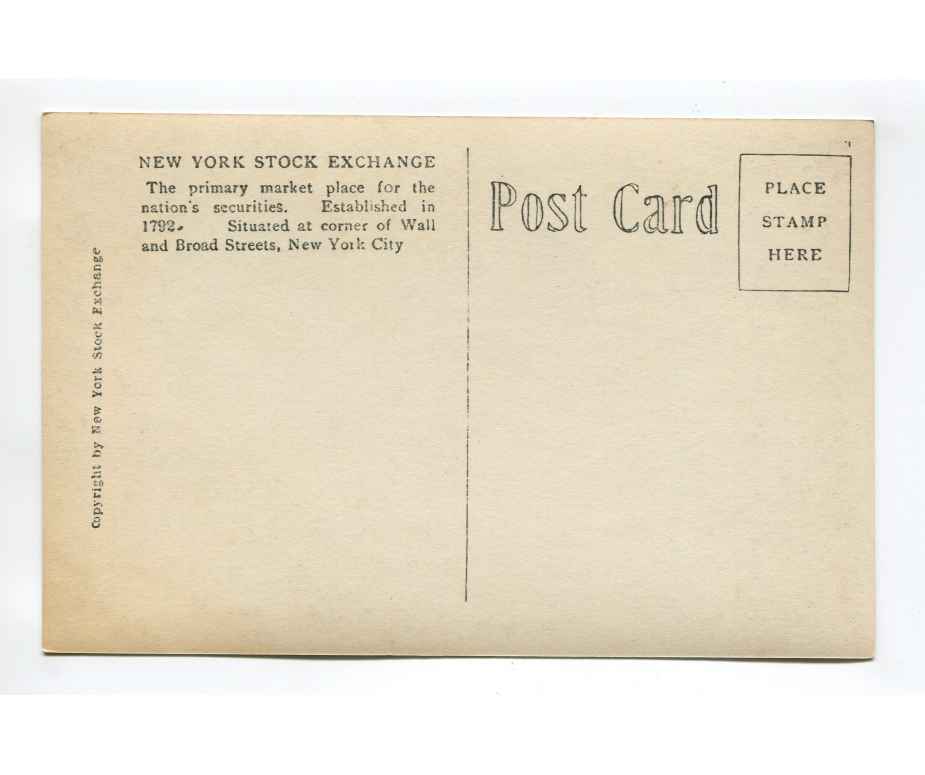 NEW YORK STOCK EXCHANGE
The primary market place for the
nation's securities. Established in
1792. Situated at corner of Wall
and Broad Streets, New York City
Copyright by New York Stock Exchange
Post Card
PLACE
STAMP
HERE